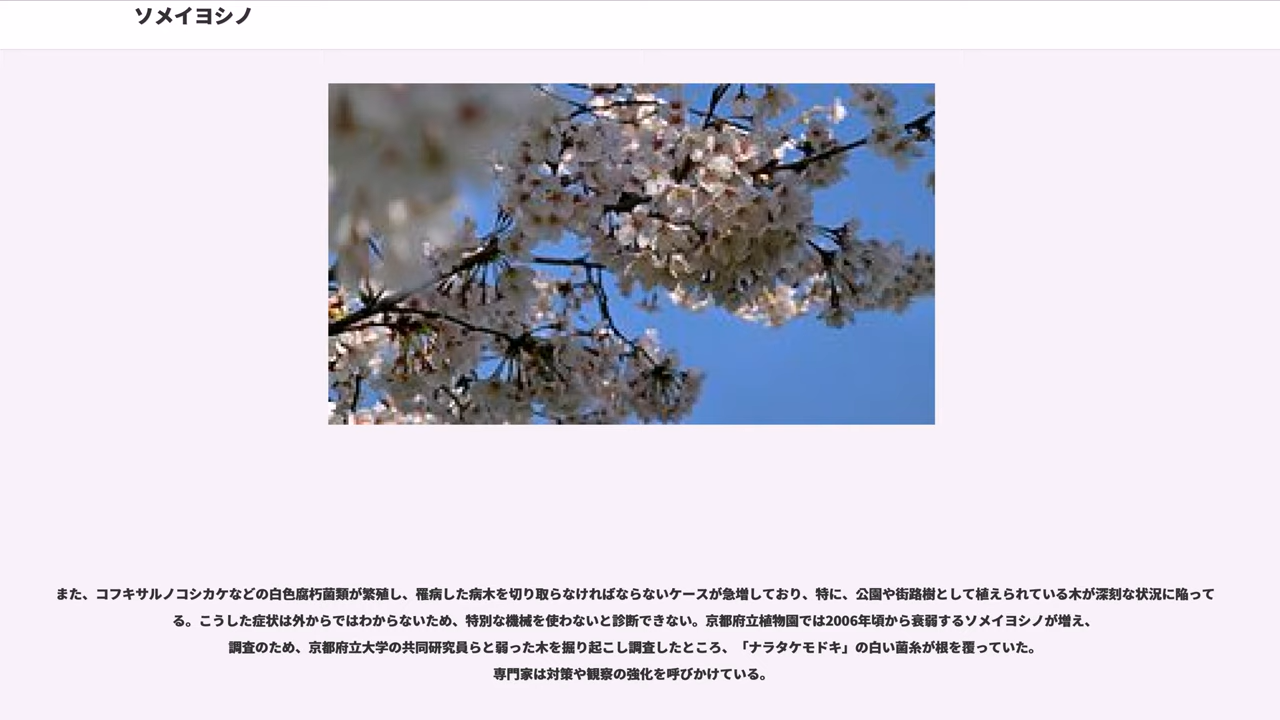 ソメイヨシノ
また、コフキサルノコシカケなどの白色腐朽菌類が繁殖し、罹病した病木を切り取らなければならないケースが急増しており、特に、公園や街路樹として植えられている木が深刻な状況に陥って
る。こうした症状は外からではわからないため、特別な機械を使わないと診断できない。京都府立植物園では2006年頃から衰弱するソメイヨシノが増え、
調査のため、京都府立大学の共同研究員らと弱った木を掘り起こし調査したところ、「ナラタケモドキ」の白い菌糸が根を覆っていた。
専門家は対策や観察の強化を呼びかけている。